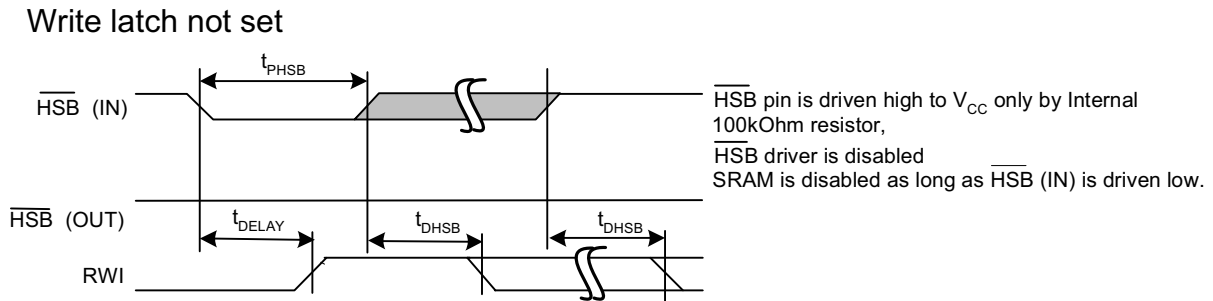 Write latch not set
tPHSB
HSB (IN)
HSB pin is driven high to VCC only by Internal
100kOhm resistor,
HSB driver is disabled
SRAM is disabled as long as HSB (IN) is driven low.
HSB (OUT)
tDELAY
tDHSB
tDHSB
RWI